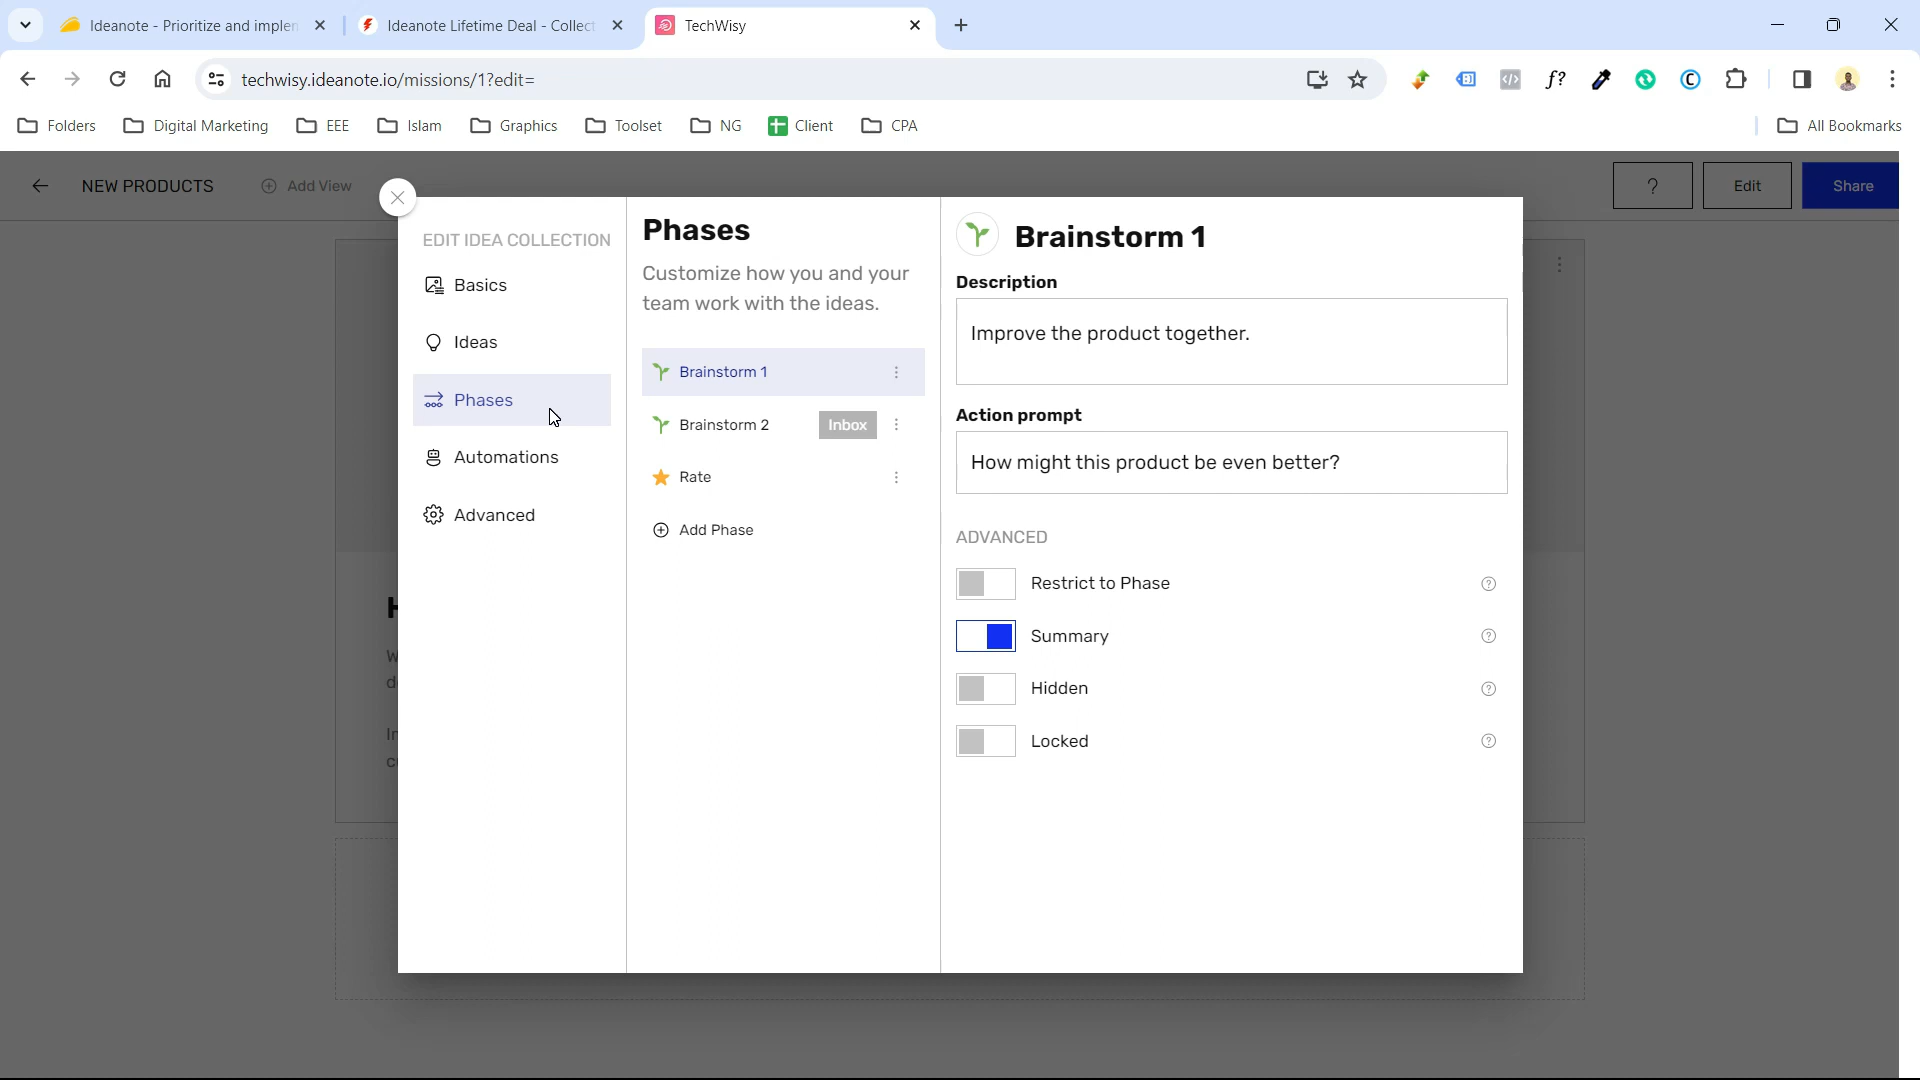 Ideanote - Prioritize and implem
Ideanote Lifetime Deal - Collect
TechWisy
techwisy.ideanote.io/missions/1?edit=
f?
Folders
Digital Marketing
EEE
Islam
Graphics
Toolset
NG
Client
CPA
All Bookmarks
NEW PRODUCTS
Add View
?
Edit
Share
EDIT IDEA COLLECTION
Basics
Ideas
Phases
Automations
Advanced
Phases
Customize how you and your
team work with the ideas.
Brainstorm 1
Brainstorm 2
Inbox
Rate
Add Phase
Brainstorm 1
Description
Improve the product together.
Action prompt
How might this product be even better?
ADVANCED
Restrict to Phase
Summary
Hidden
Locked